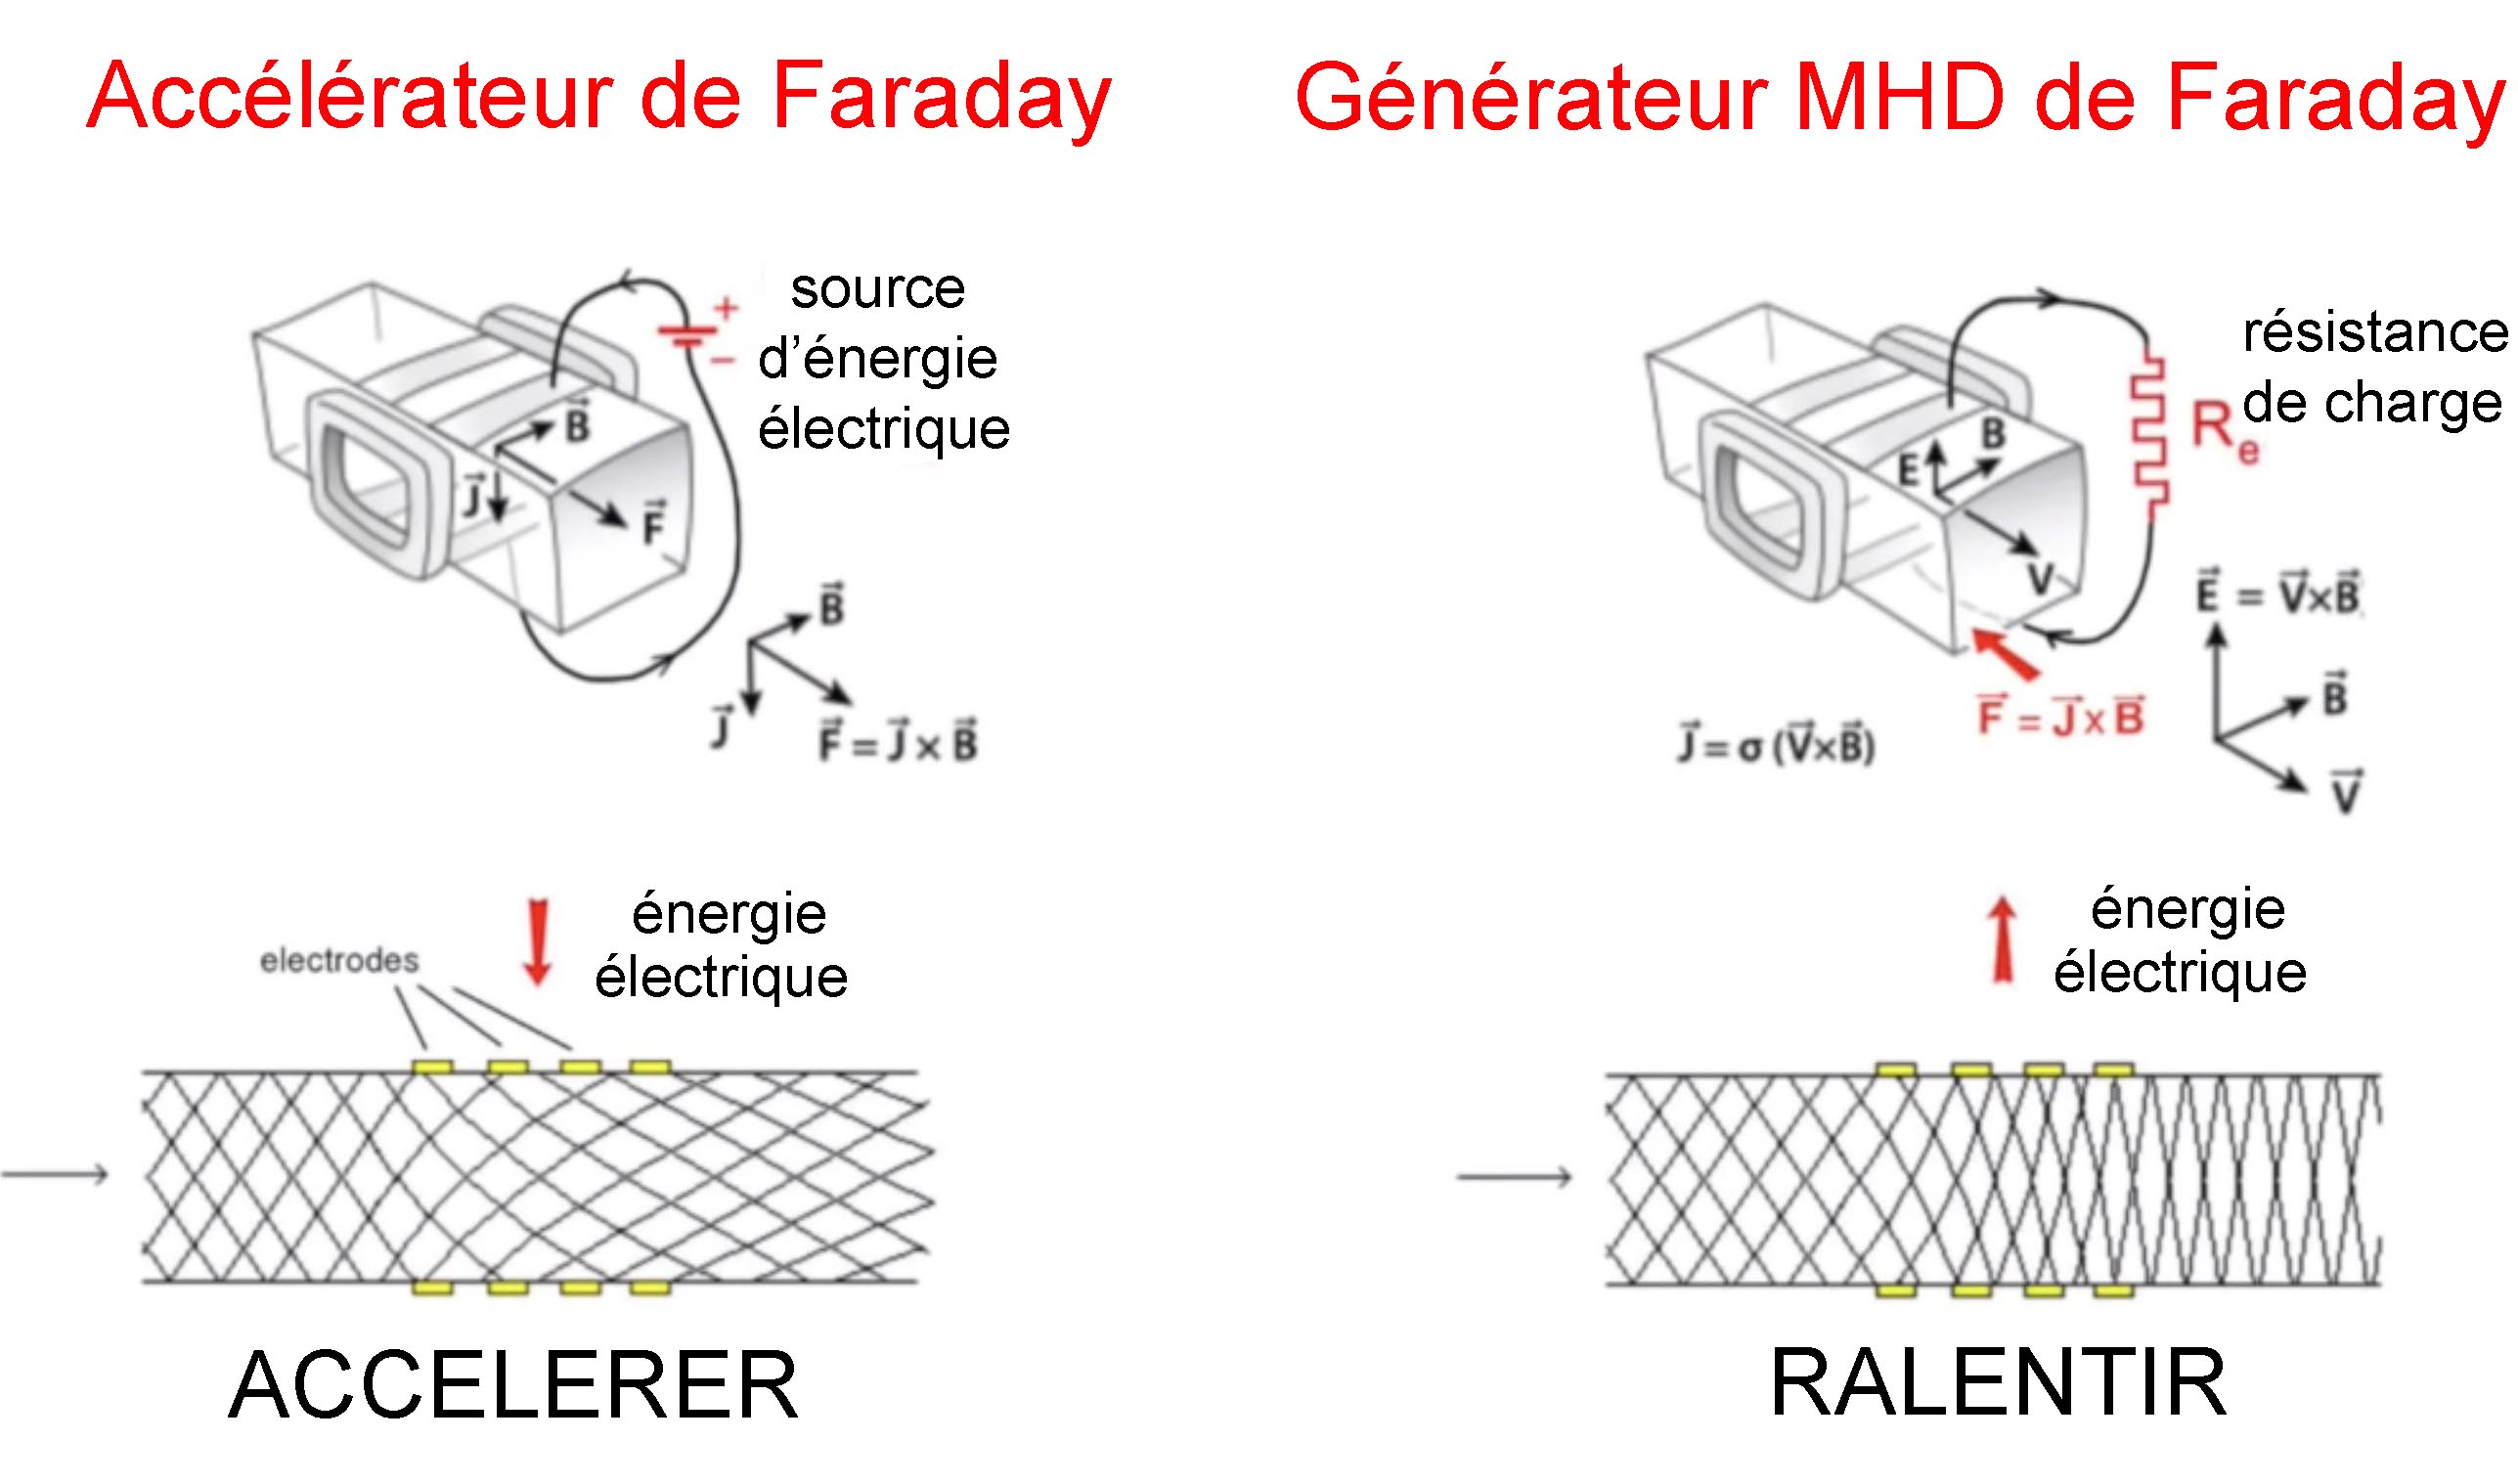 Accélérateur de Faraday
Générateur MHD de Faraday
source
d’énergie
électrique
+
−
B
J
F
B
J
F = J × B
résistance
de charge
Re
B
E
V
E = V×B
B
V
F = J x B
J = σ (V×B)
énergie
électrique
electrodes
énergie
électrique
ACCELERER
RALENTIR